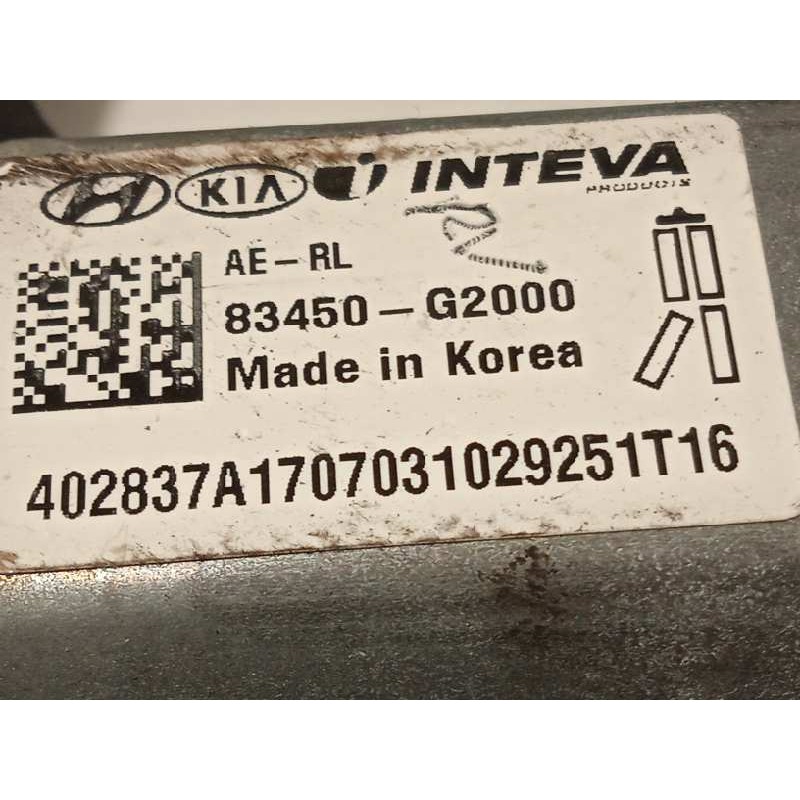 KIA INTEVA
PRODUCTS
AE-RL
83450-G2000
Made in Korea
402837A1707031029251T16